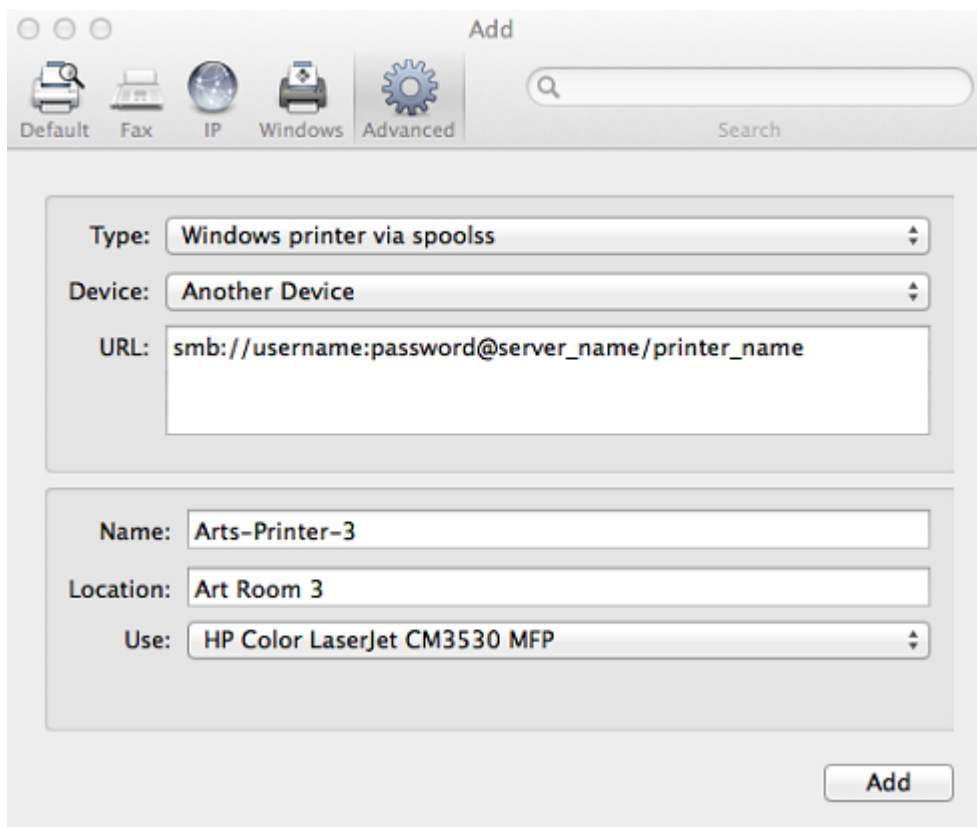 Add
Default Fax IP Windows Advanced Search
Type: Windows printer via spoolss
Device: Another Device
URL: smb://username:password@server_name/printer_name
Name: Arts-Printer-3
Location: Art Room 3
Use: HP Color LaserJet CM3530 MFP
Add